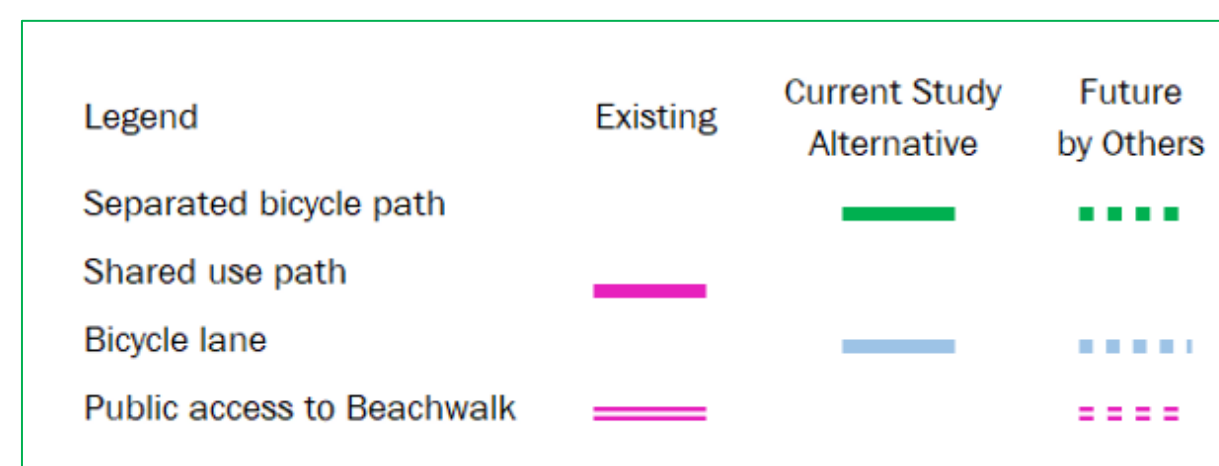 Legend Existing Current Study Alternative Future by Others
Separated bicycle path
Shared use path
Bicycle lane
Public access to Beachwalk